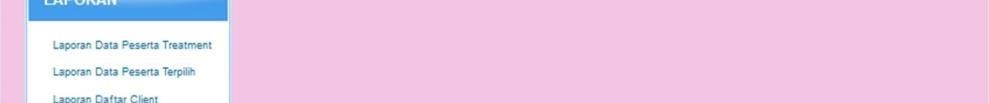 LAPORAN
Laporan Data Peserta Treatment
Laporan Data Peserta Terpilih
Laporan Daftar Client